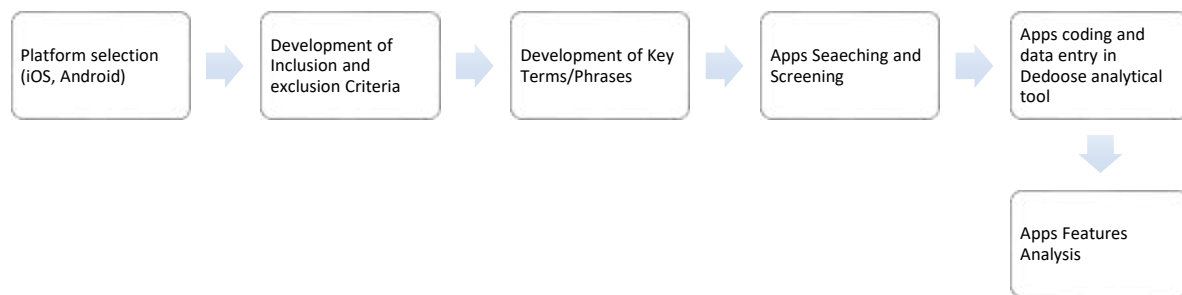 Platform selection
(iOS, Android)
Development of
Inclusion and
exclusion Criteria
Development of Key
Terms/Phrases
Apps Seaeching and
Screening
Apps coding and
data entry in
Dedoose analytical
tool
Apps Features
Analysis